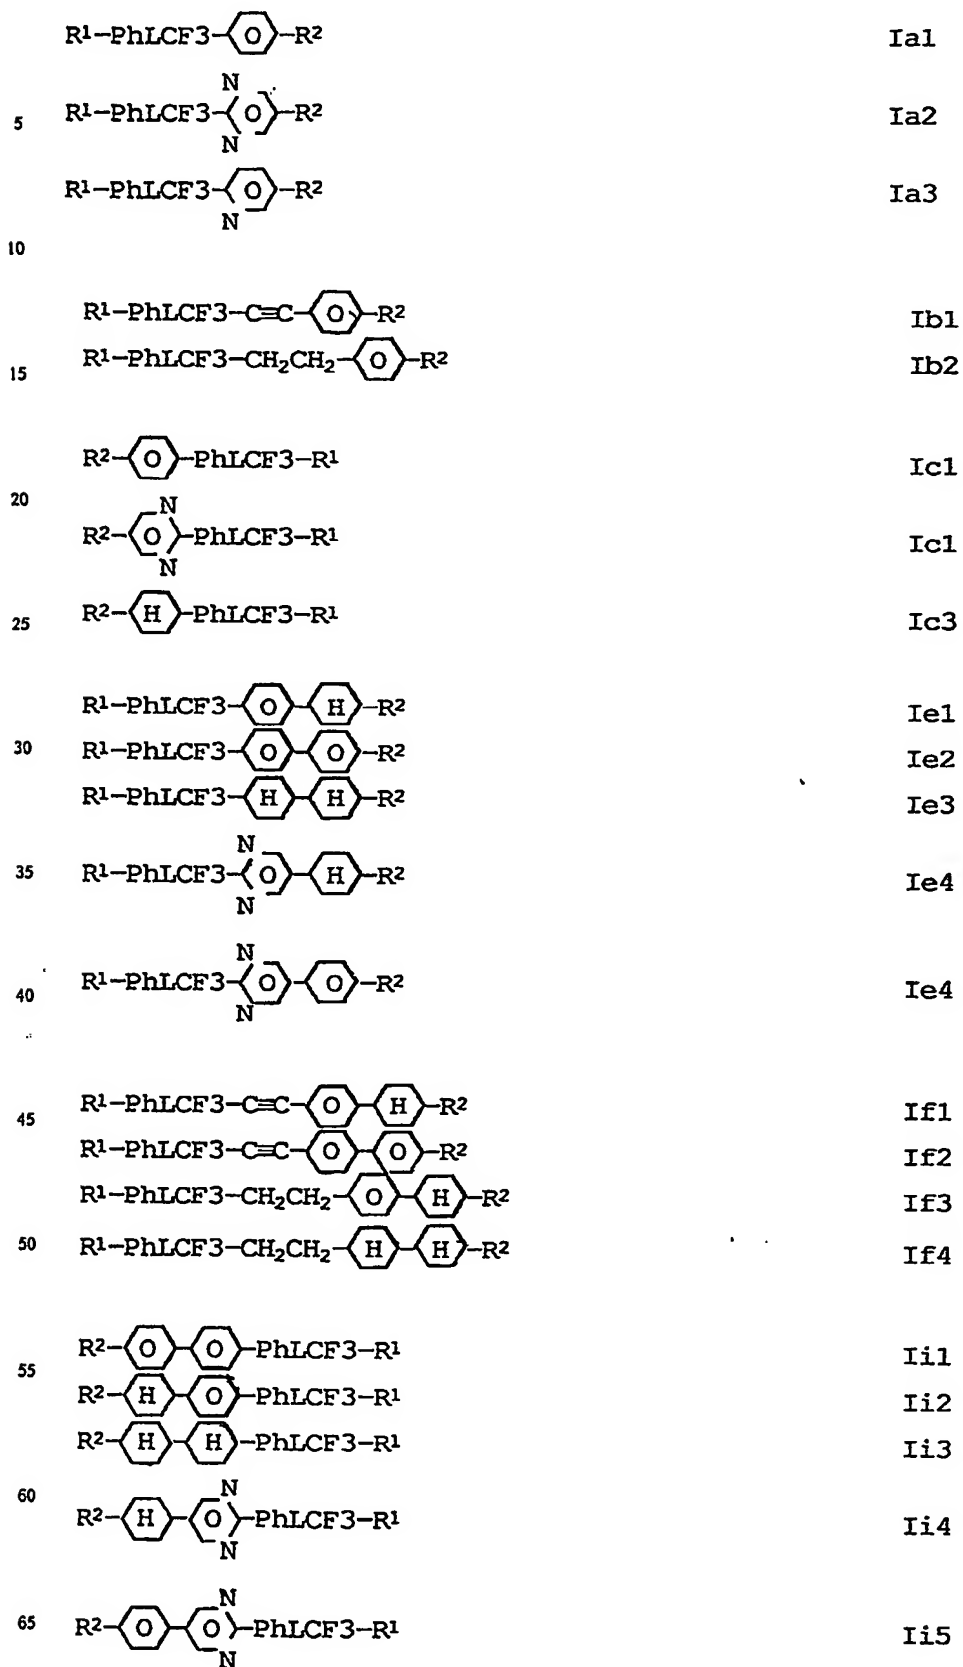 R¹-PhLCF3-⟨O⟩-R² Ia1
N
5 R¹-PhLCF3-⟨O⟩-R² Ia2
N
R¹-PhLCF3-⟨O⟩-R² Ia3
N
10
R¹-PhLCF3-C≡C-⟨O⟩-R² Ib1
15 R¹-PhLCF3-CH₂CH₂-⟨O⟩-R² Ib2
R²-⟨O⟩-PhLCF3-R¹ Ic1
20 N
R²-⟨O⟩-PhLCF3-R¹ Ic1
N
25 R²-⟨H⟩-PhLCF3-R¹ Ic3
R¹-PhLCF3-⟨O⟩-⟨H⟩-R² Ie1
30 R¹-PhLCF3-⟨O⟩-⟨O⟩-R² Ie2
R¹-PhLCF3-⟨H⟩-⟨H⟩-R² Ie3
N
35 R¹-PhLCF3-⟨O⟩-⟨H⟩-R² Ie4
N
N
40 R¹-PhLCF3-⟨O⟩-⟨O⟩-R² Ie4
N
45 R¹-PhLCF3-C≡C-⟨O⟩-⟨H⟩-R² If1
R¹-PhLCF3-C≡C-⟨O⟩-⟨O⟩-R² If2
R¹-PhLCF3-CH₂CH₂-⟨O⟩-⟨H⟩-R² If3
50 R¹-PhLCF3-CH₂CH₂-⟨H⟩-⟨H⟩-R² If4
R²-⟨O⟩-⟨O⟩-PhLCF3-R¹ Ii1
55 R²-⟨H⟩-⟨O⟩-PhLCF3-R¹ Ii2
R²-⟨H⟩-⟨H⟩-PhLCF3-R¹ Ii3
60 N
R²-⟨H⟩-⟨O⟩-PhLCF3-R¹ Ii4
N
N
65 R²-⟨O⟩-⟨O⟩-PhLCF3-R¹ Ii5
N